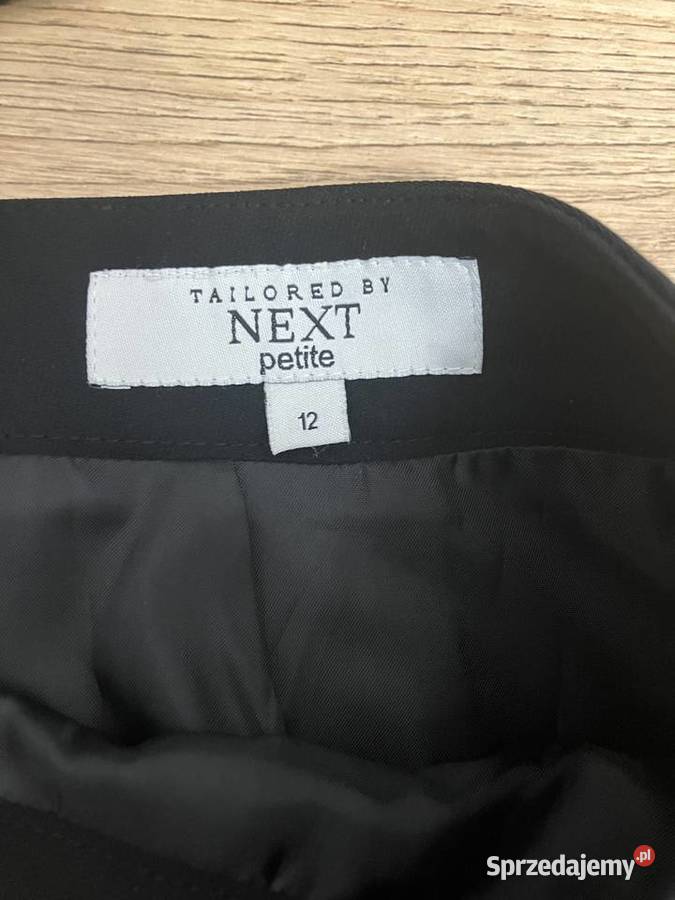 TAILORED BY
NEXT
petite
12
Sprzedajemy.pl